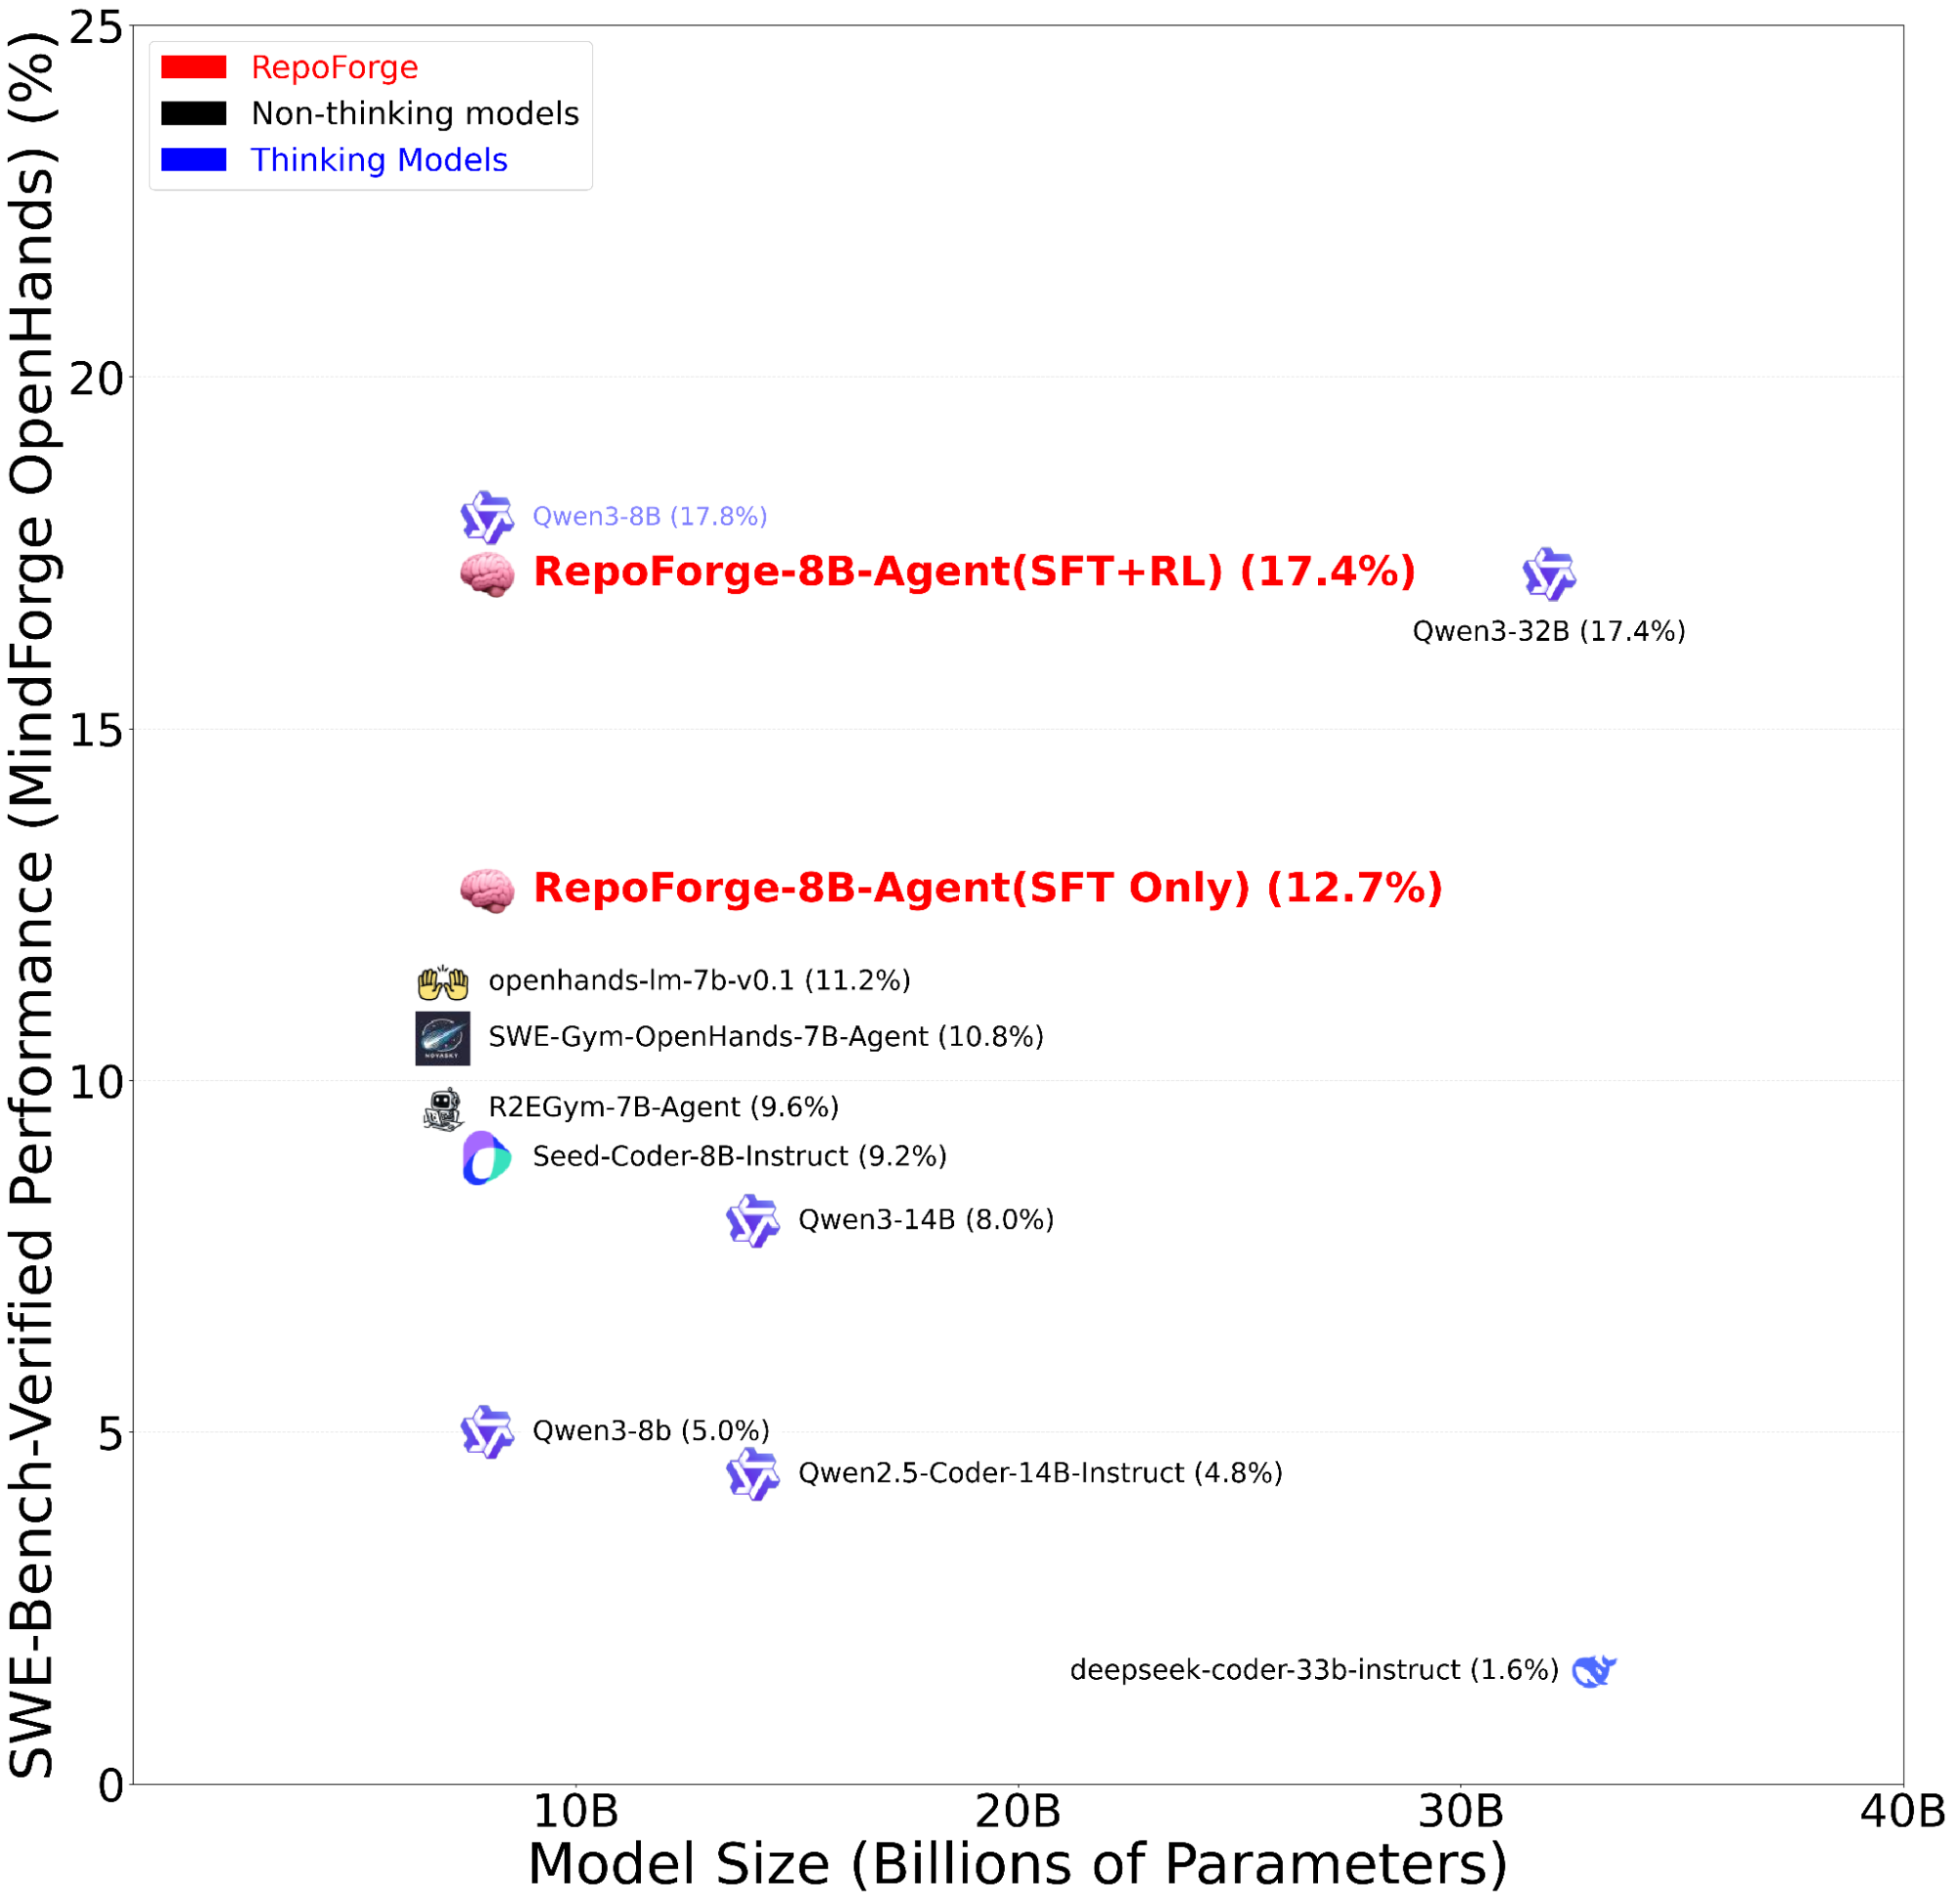 SWE-Bench-Verified Performance (MindForge OpenHands) (%)
25
20
15
10
5
0
RepoForge
Non-thinking models
Thinking Models
Qwen3-8B (17.8%)
RepoForge-8B-Agent(SFT+RL) (17.4%)
Qwen3-32B (17.4%)
RepoForge-8B-Agent(SFT Only) (12.7%)
openhands-lm-7b-v0.1 (11.2%)
SWE-Gym-OpenHands-7B-Agent (10.8%)
NOVASKY
R2EGym-7B-Agent (9.6%)
Seed-Coder-8B-Instruct (9.2%)
Qwen3-14B (8.0%)
Qwen3-8b (5.0%)
Qwen2.5-Coder-14B-Instruct (4.8%)
deepseek-coder-33b-instruct (1.6%)
10B
20B
30B
40B
Model Size (Billions of Parameters)